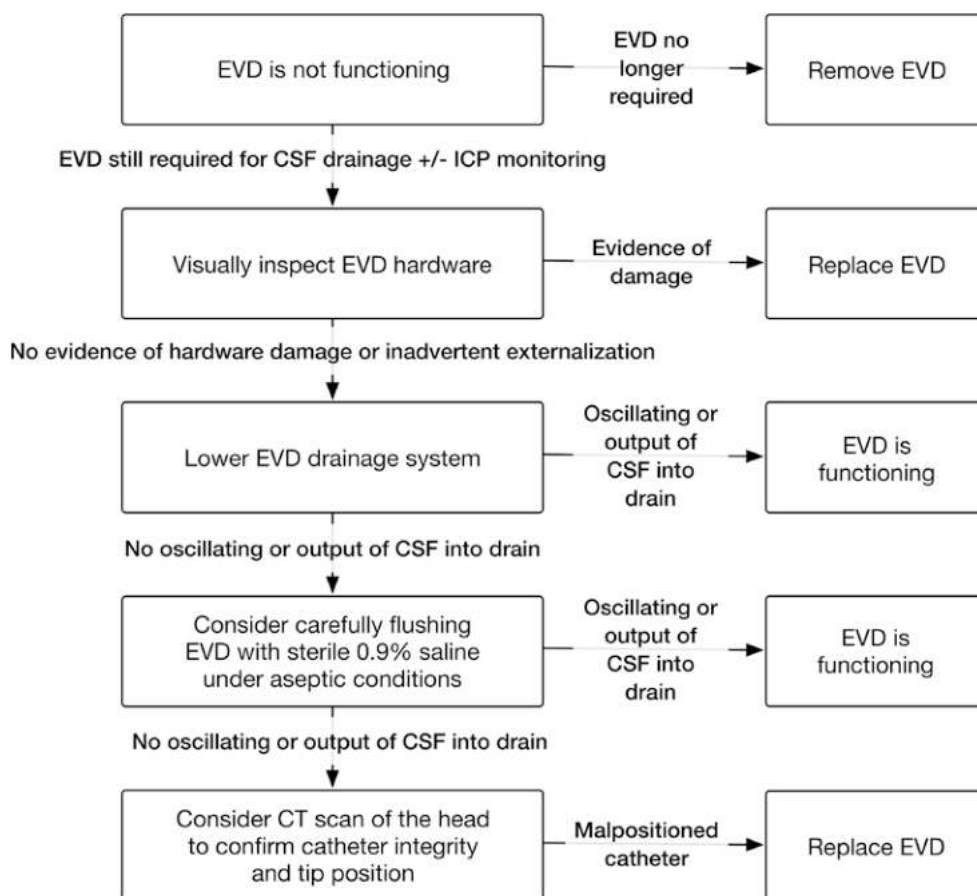 EVD is not functioning
EVD no
longer
required
Remove EVD
EVD still required for CSF drainage +/- ICP monitoring
Visually inspect EVD hardware
Evidence of
damage
Replace EVD
No evidence of hardware damage or inadvertent externalization
Lower EVD drainage system
Oscillating or
output of
CSF into
drain
EVD is
functioning
No oscillating or output of CSF into drain
Consider carefully flushing
EVD with sterile 0.9% saline
under aseptic conditions
Oscillating or
output of
CSF into
drain
EVD is
functioning
No oscillating or output of CSF into drain
Consider CT scan of the head
to confirm catheter integrity
and tip position
Malpositioned
catheter
Replace EVD